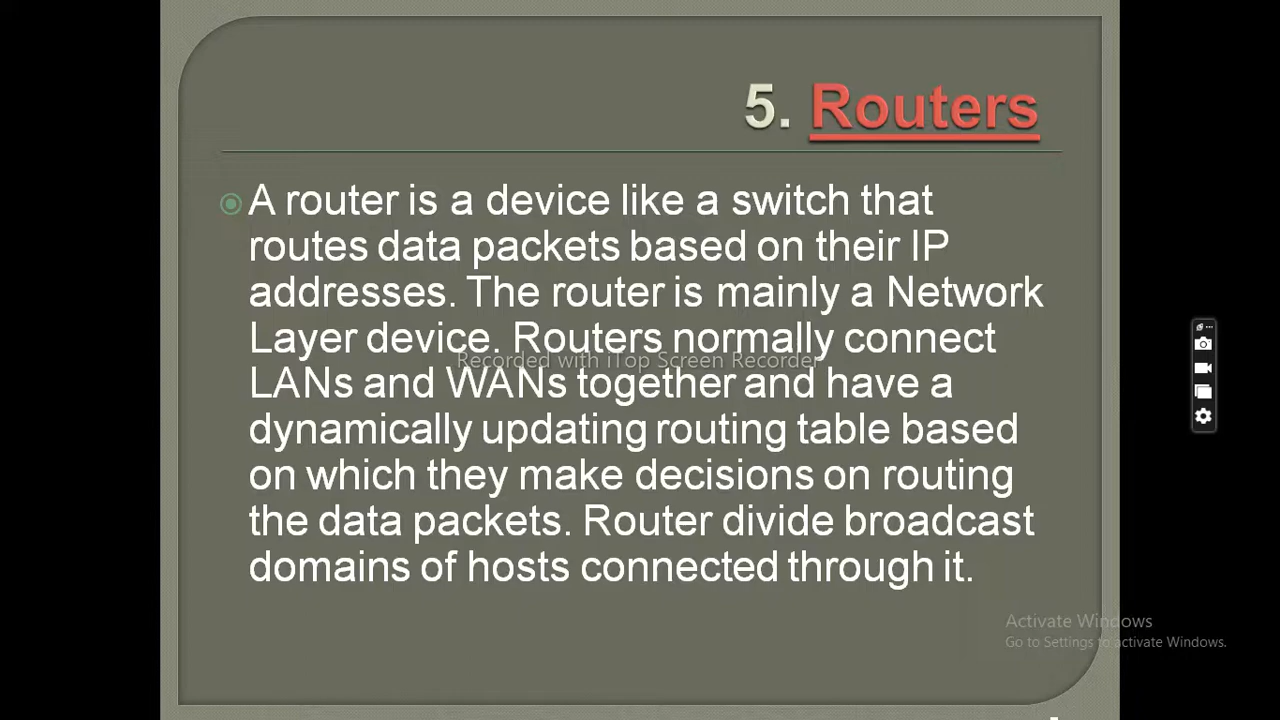 5. Routers
A router is a device like a switch that
routes data packets based on their IP
addresses. The router is mainly a Network
Layer device. Routers normally connect
LANs and WANs together and have a
dynamically updating routing table based
on which they make decisions on routing
the data packets. Router divide broadcast
domains of hosts connected through it.
Recorded with iTop Screen Recorder
Activate Windows
Go to Settings to activate Windows.